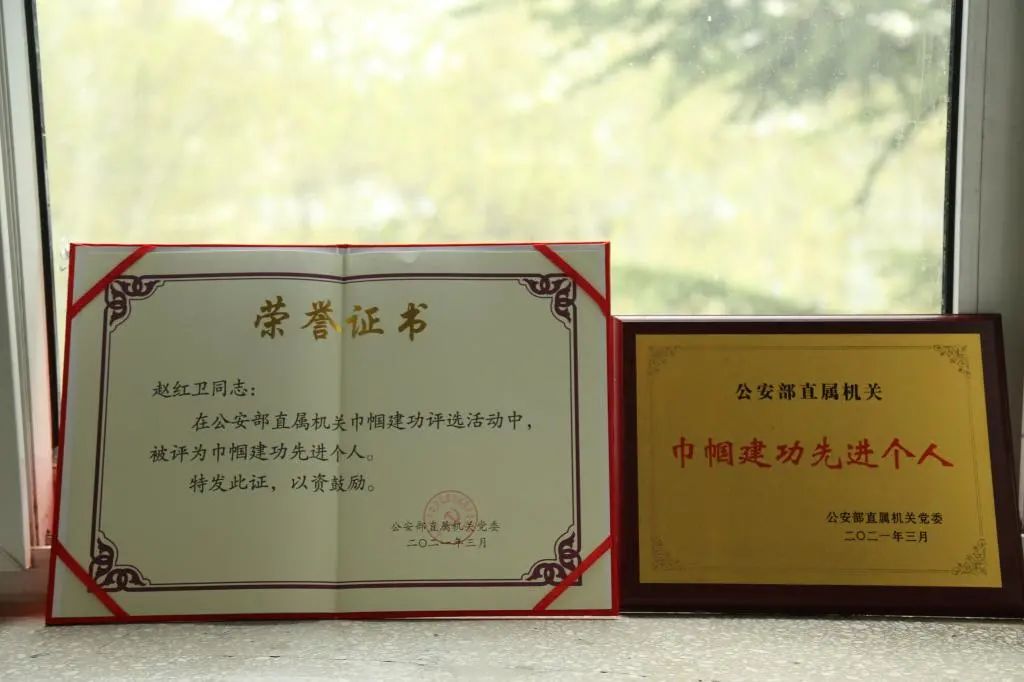 荣誉证书
赵红卫同志：
在公安部直属机关巾帼建功评选活动中，
被评为巾帼建功先进个人。
特发此证，以资鼓励。
公安部直属机关党委
二〇二一年三月
公安部直属机关
巾帼建功先进个人
公安部直属机关党委
二〇二一年三月